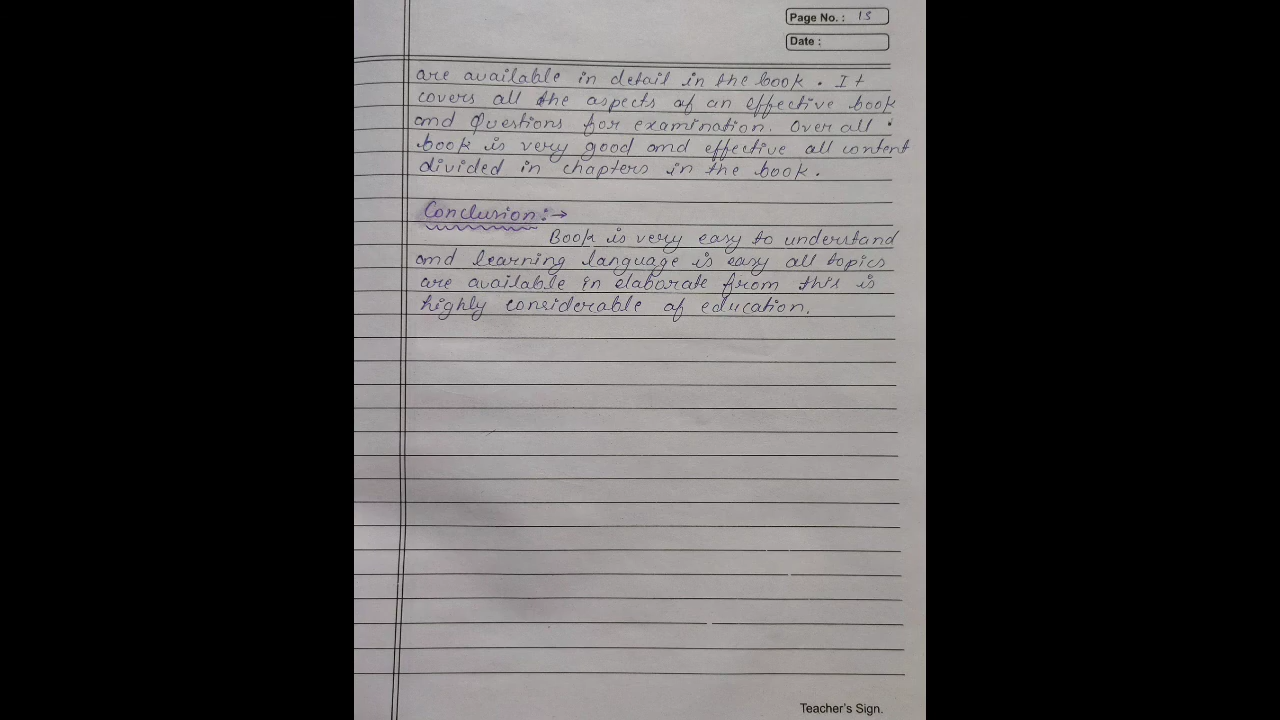 Page No. : 15
Date :
are available in detail in the book. It
covers all the aspects of an effective book
and Questions for examination. Over all
book is very good and effective all content
divided in chapters in the book.
Conclusion:→
Book is very easy to understand
and learning language is easy all topics
are available in elaborate from this is
highly considerable of education.
Teacher's Sign.